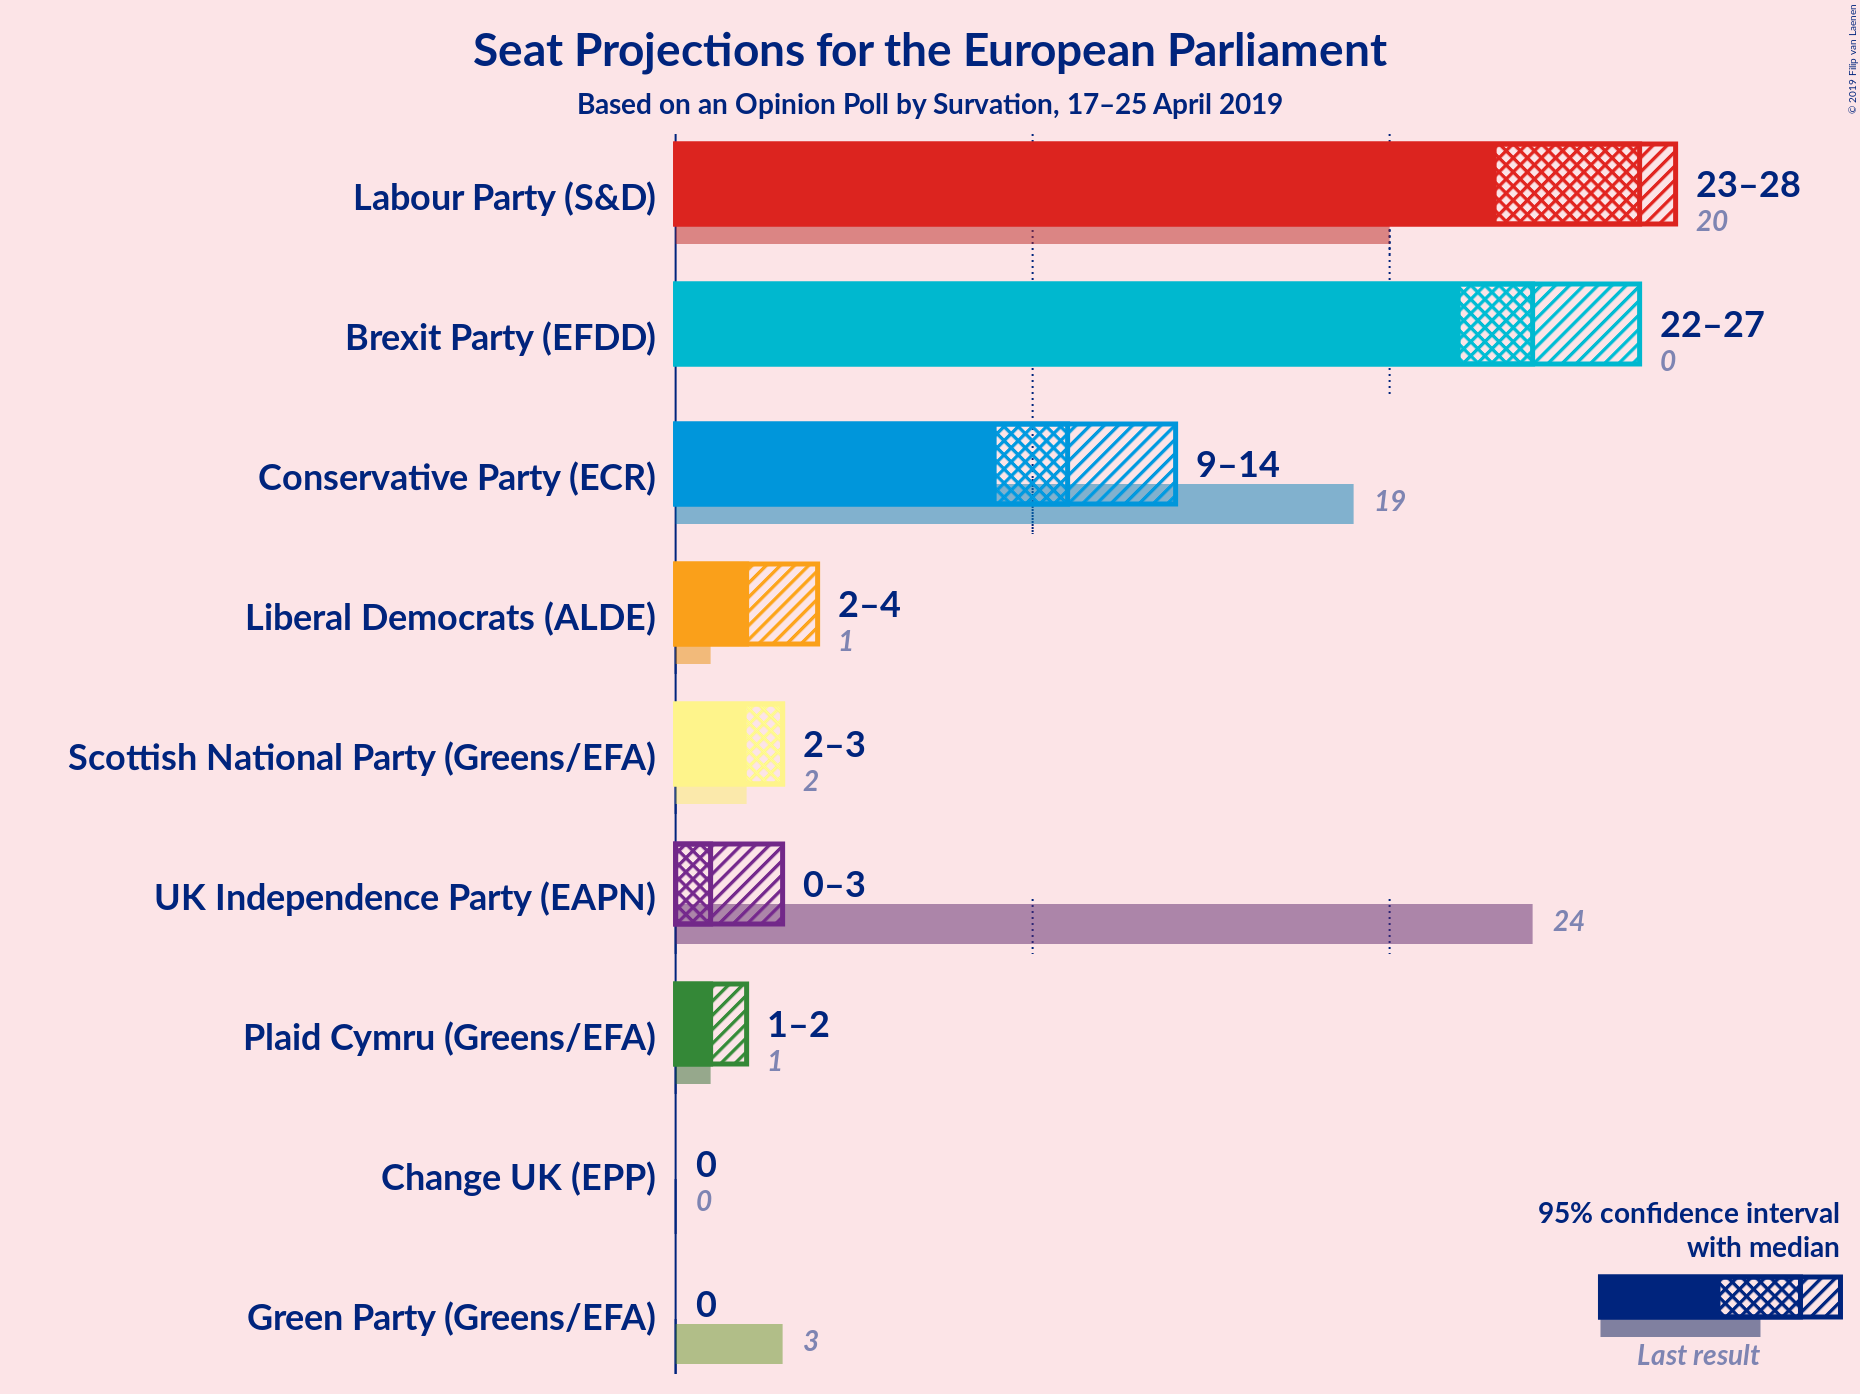 Seat Projections for the European Parliament
Based on an Opinion Poll by Survation, 17–25 April 2019
© 2019 Filip van Laenen
Labour Party (S&D)
23–28
20
Brexit Party (EFDD)
22–27
0
Conservative Party (ECR)
9–14
19
Liberal Democrats (ALDE)
2–4
1
Scottish National Party (Greens/EFA)
2–3
2
UK Independence Party (EAPN)
0–3
24
Plaid Cymru (Greens/EFA)
1–2
1
Change UK (EPP)
0
0
Green Party (Greens/EFA)
0
3
95% confidence interval
with median
Last result